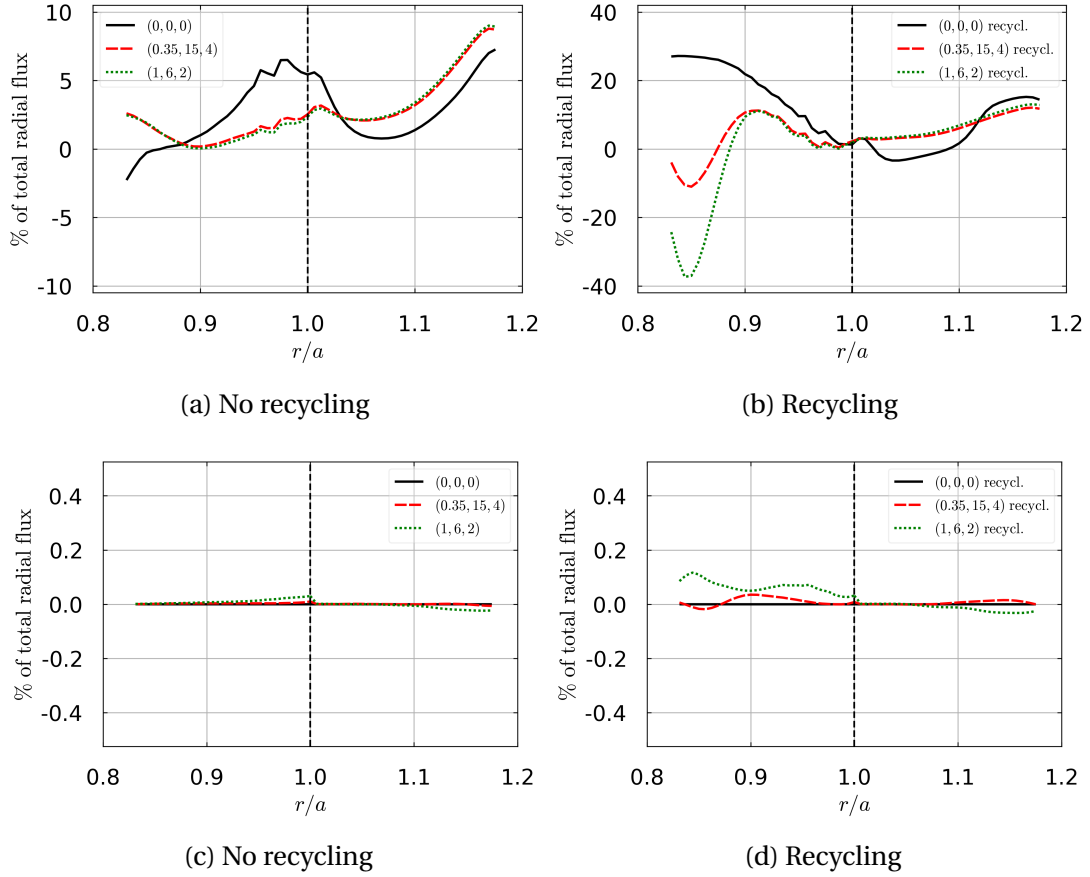 % of total radial flux
10
5
0
-5
-10
0.8 0.9 1.0 1.1 1.2
r/a
(0, 0, 0)
(0.35, 15, 4)
(1, 6, 2)
(a) No recycling
% of total radial flux
40
20
0
-20
-40
0.8 0.9 1.0 1.1 1.2
r/a
(0, 0, 0) recycl.
(0.35, 15, 4) recycl.
(1, 6, 2) recycl.
(b) Recycling
% of total radial flux
0.4
0.2
0.0
-0.2
-0.4
0.8 0.9 1.0 1.1 1.2
r/a
(0, 0, 0)
(0.35, 15, 4)
(1, 6, 2)
(c) No recycling
% of total radial flux
0.4
0.2
0.0
-0.2
-0.4
0.8 0.9 1.0 1.1 1.2
r/a
(0, 0, 0) recycl.
(0.35, 15, 4) recycl.
(1, 6, 2) recycl.
(d) Recycling